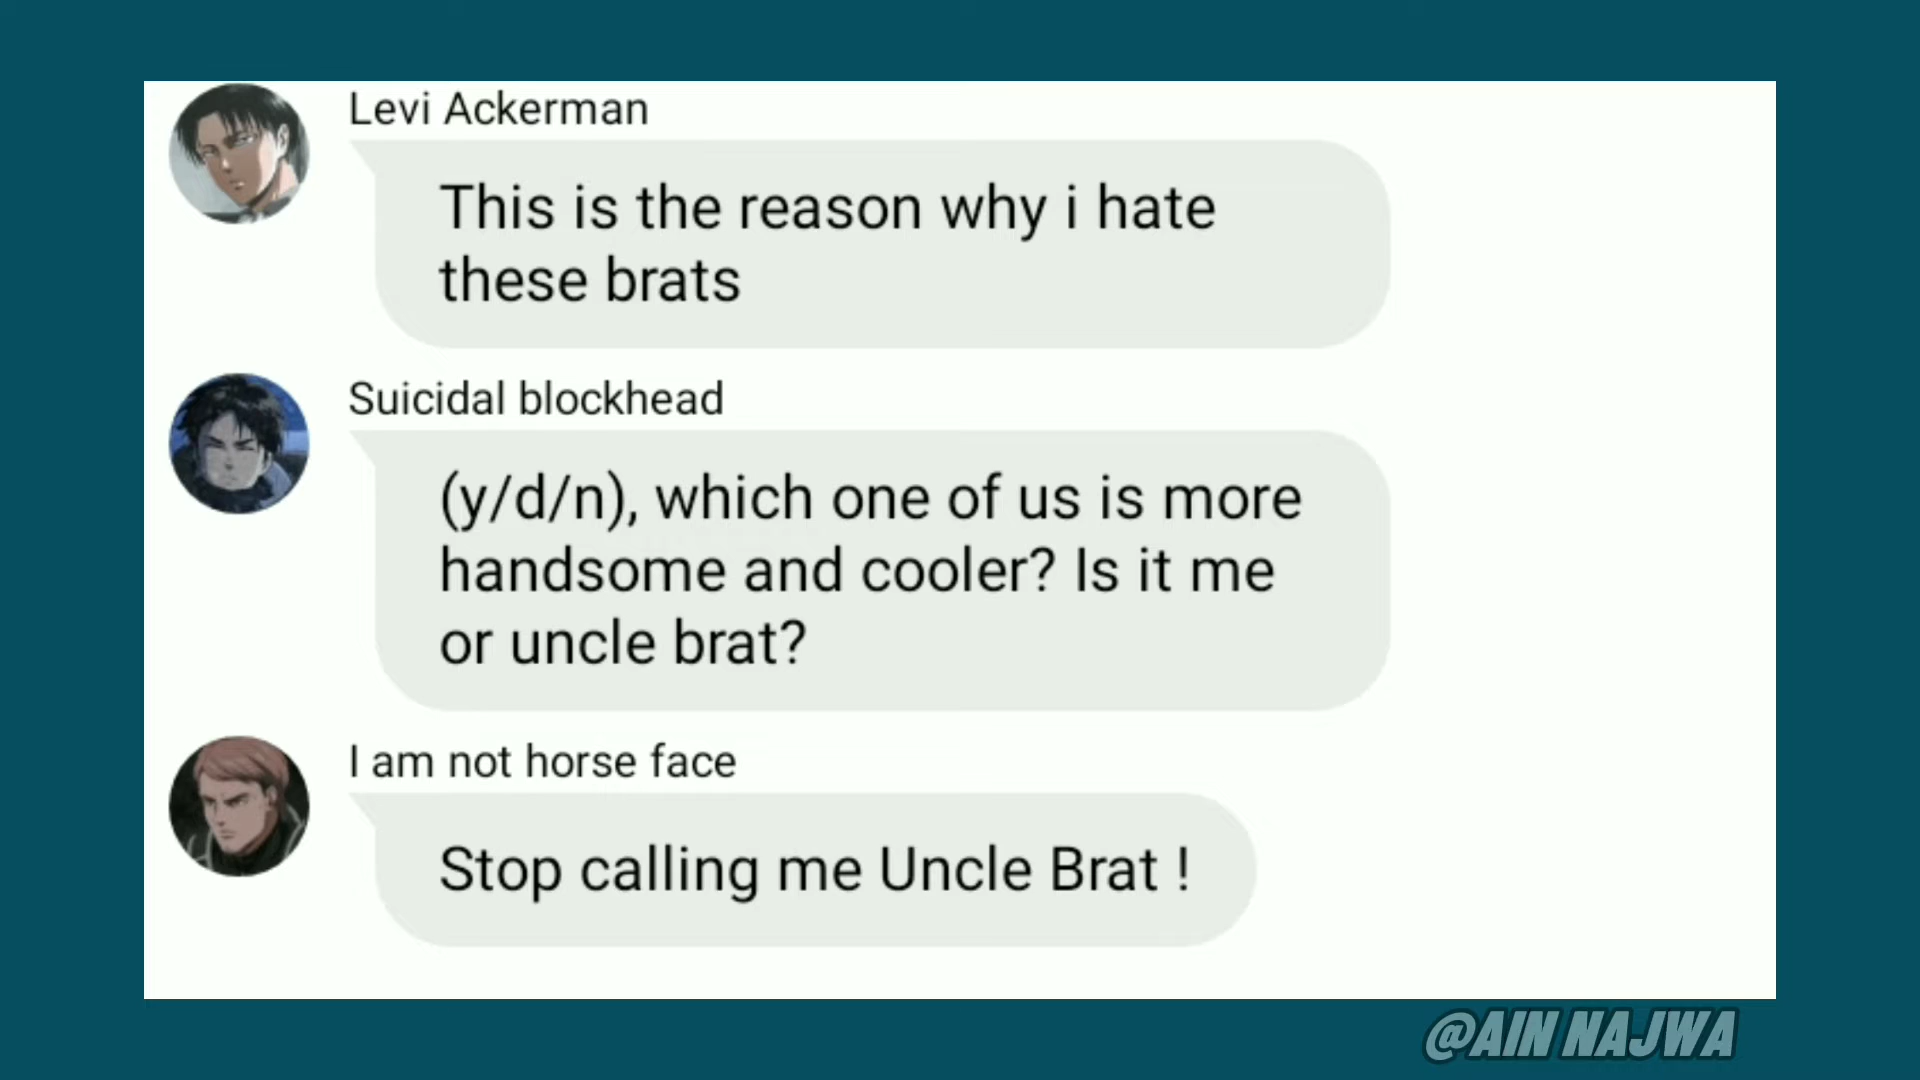 Levi Ackerman
This is the reason why i hate
these brats
Suicidal blockhead
(y/d/n), which one of us is more
handsome and cooler? Is it me
or uncle brat?
I am not horse face
Stop calling me Uncle Brat !
@AIN NAJWA